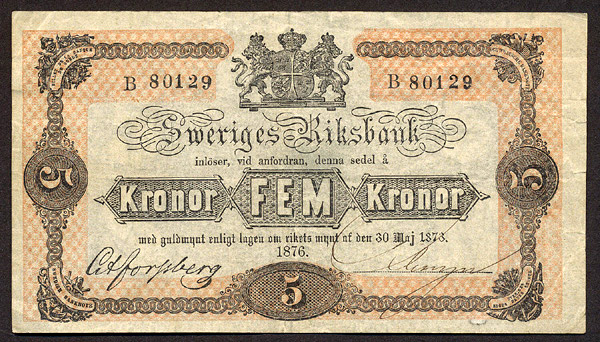 B 80129
B 80129
Sweriges Riksbank
inlöser, vid anfordran, denna sedel å
5
Kronor FEM Kronor
5
med guldmynt enligt lagen om rikets mynt af den 30 Maj 1873.
1876.
5